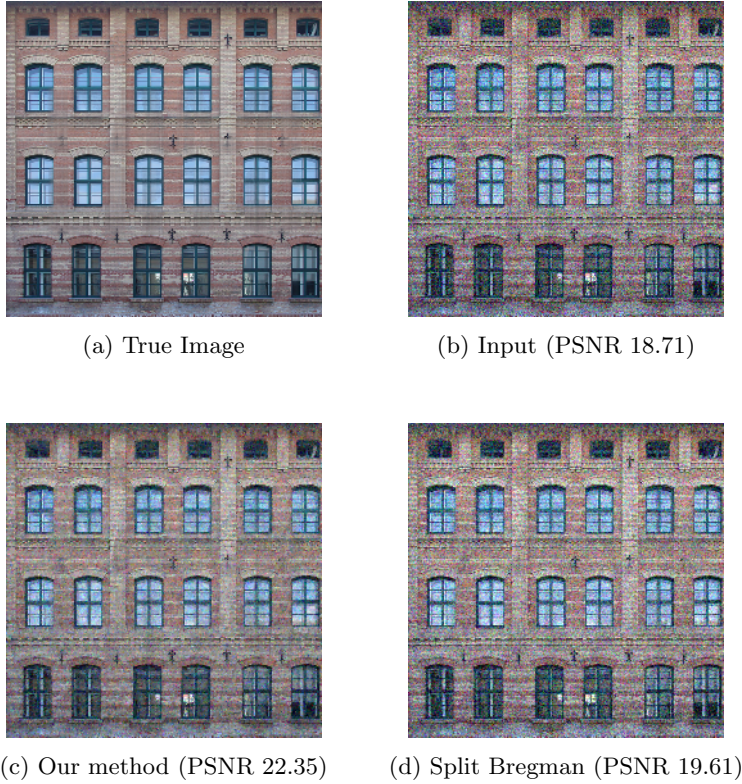 (a) True Image
(b) Input (PSNR 18.71)
(c) Our method (PSNR 22.35)
(d) Split Bregman (PSNR 19.61)